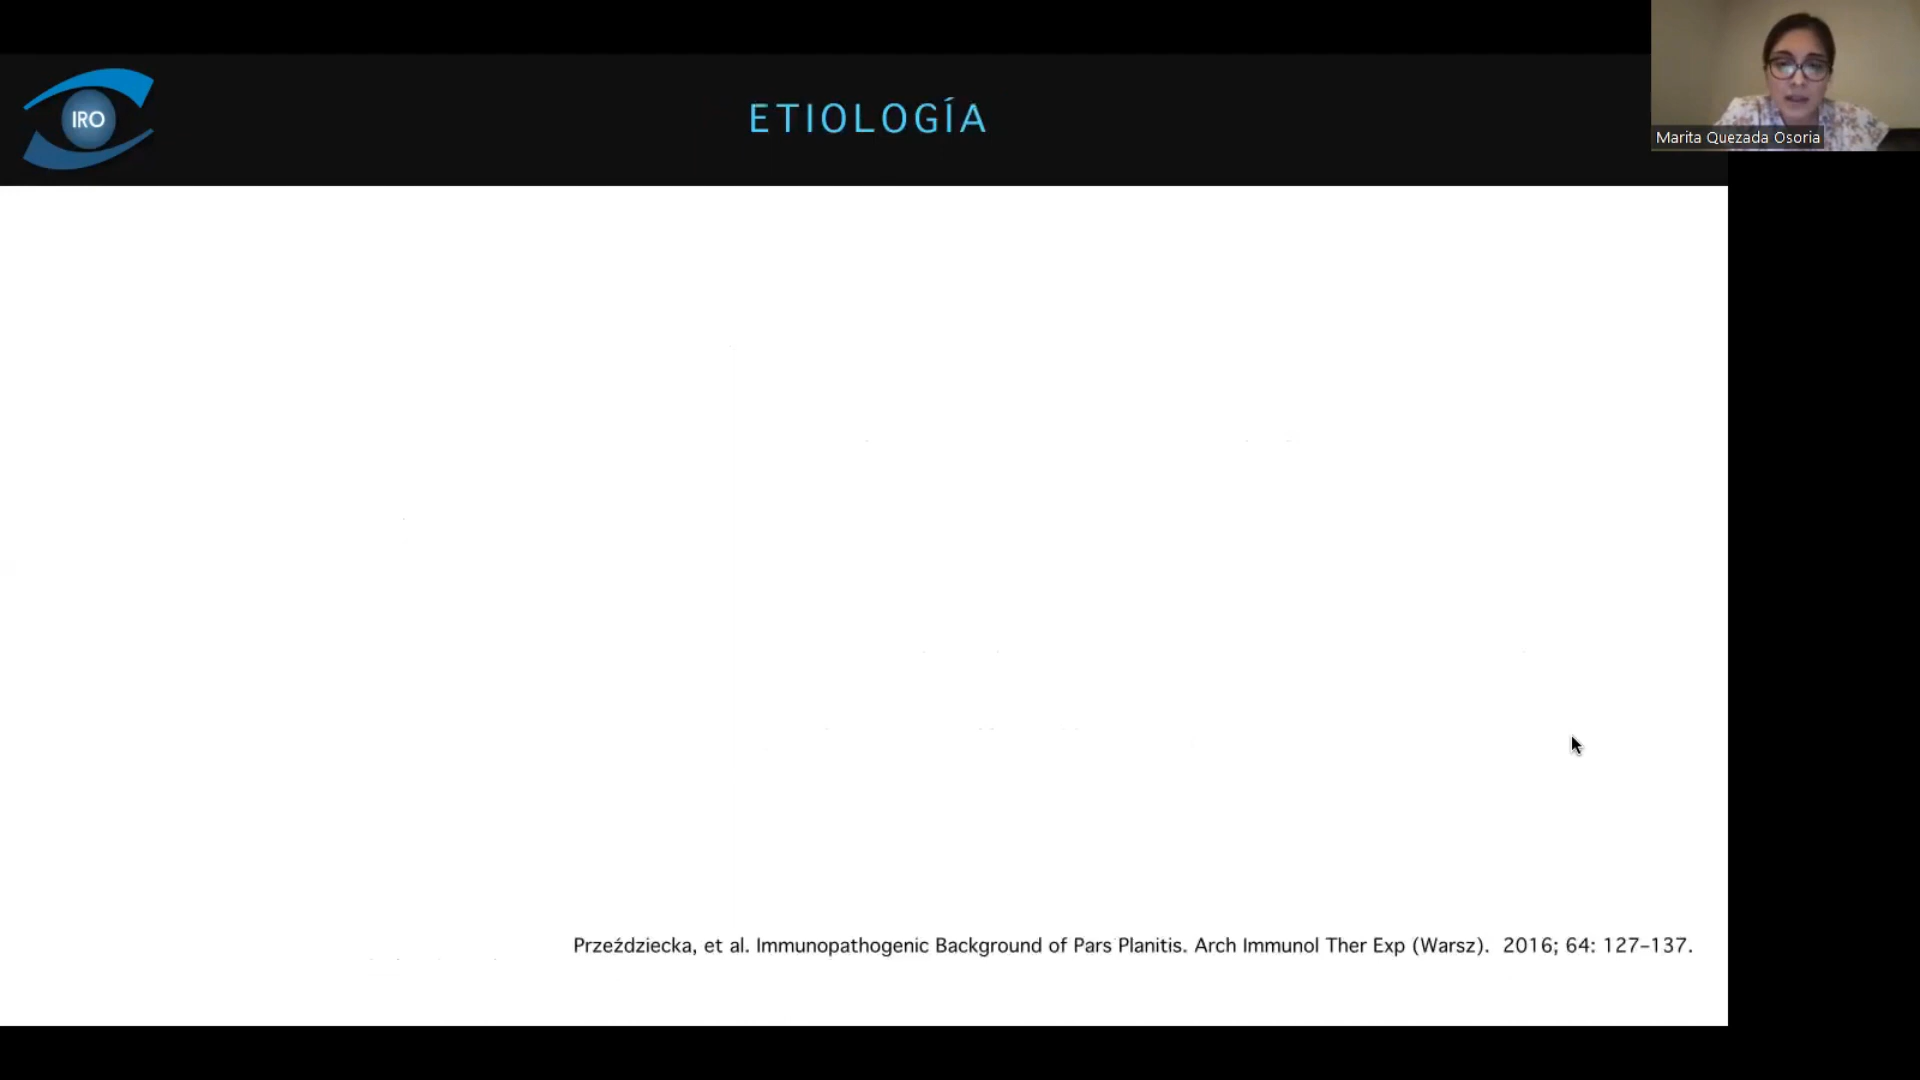 IRO
ETIOLOGÍA
Marita Quezada Osoria
Przeździecka, et al. Immunopathogenic Background of Pars Planitis. Arch Immunol Ther Exp (Warsz). 2016; 64: 127–137.